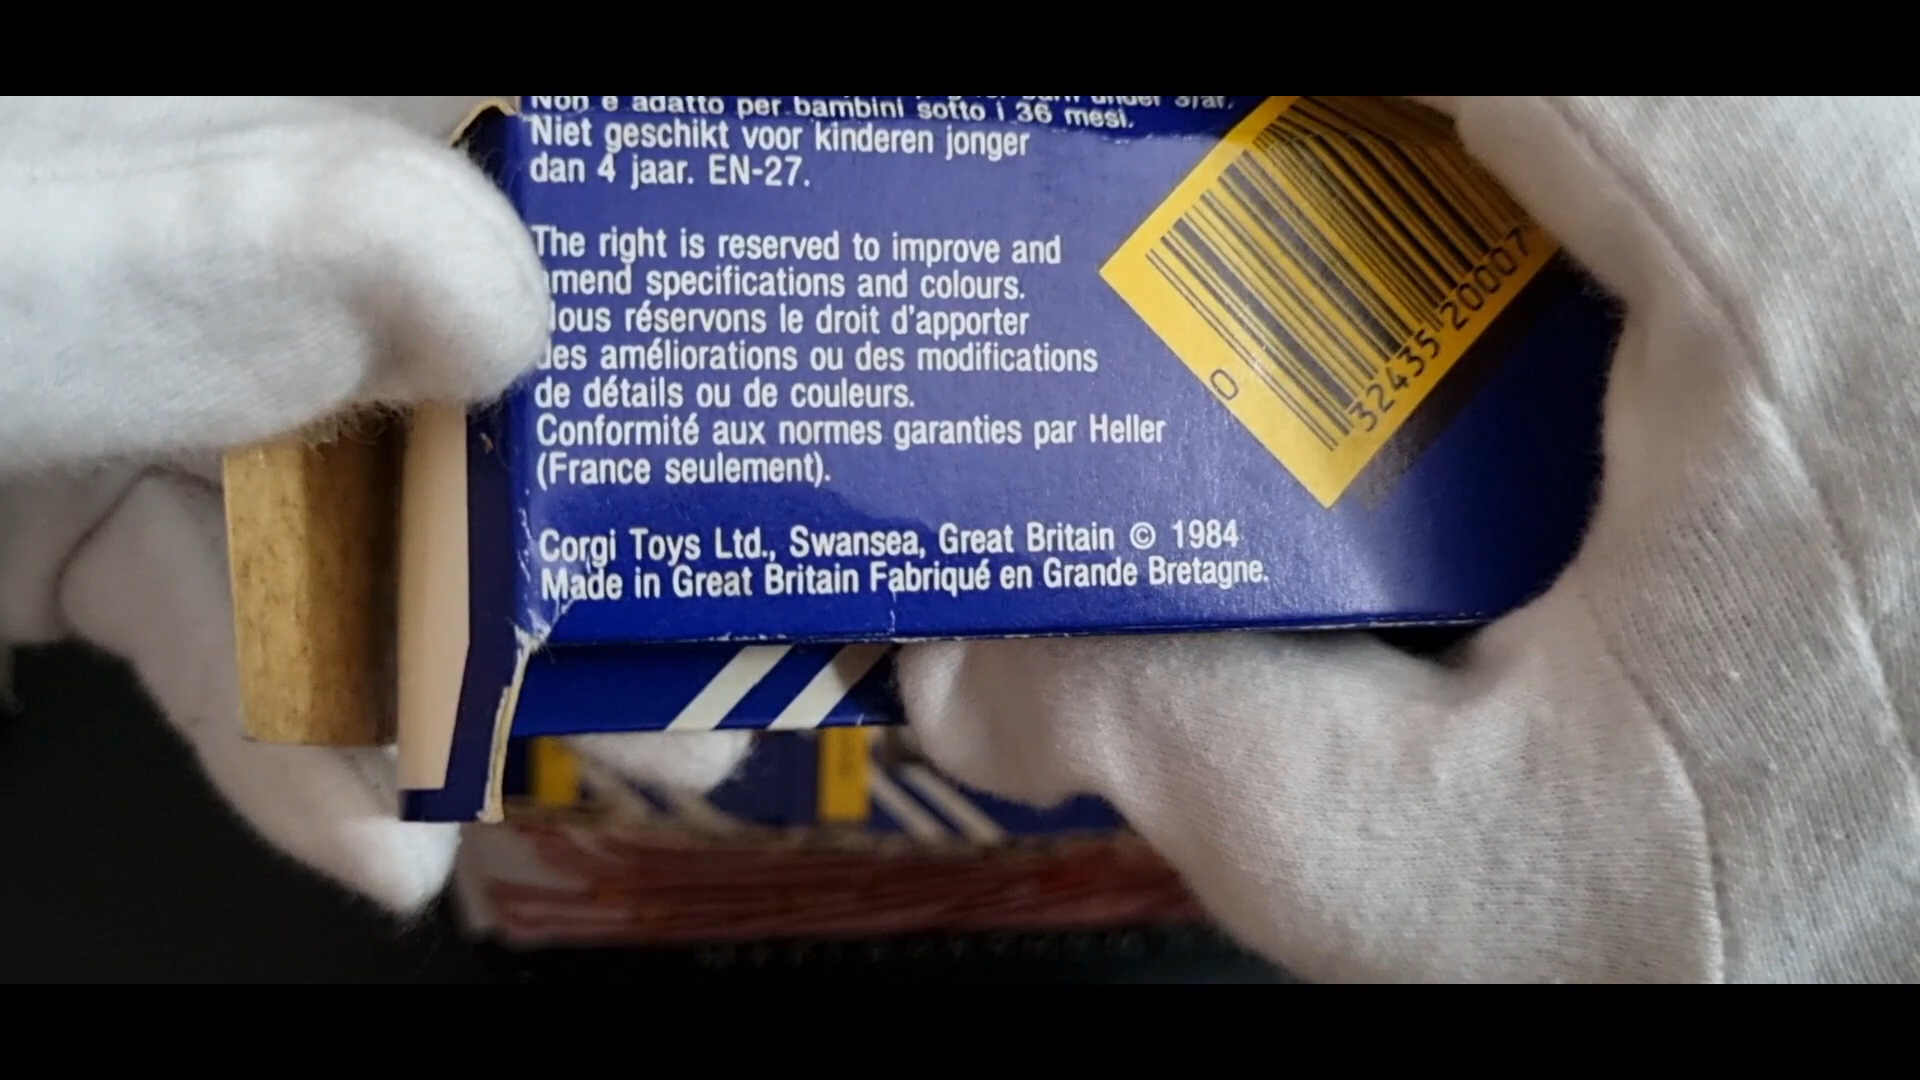 Non è adatto per bambini sotto i 36 mesi.
Niet geschikt voor kinderen jonger
dan 4 jaar. EN-27.
The right is reserved to improve and
mend specifications and colours.
ous réservons le droit d'apporter
es améliorations ou des modifications
de détails ou de couleurs.
Conformité aux normes garanties par Heller
(France seulement).
Corgi Toys Ltd., Swansea, Great Britain © 1984
Made in Great Britain Fabriqué en Grande Bretagne.
0 32435 20007